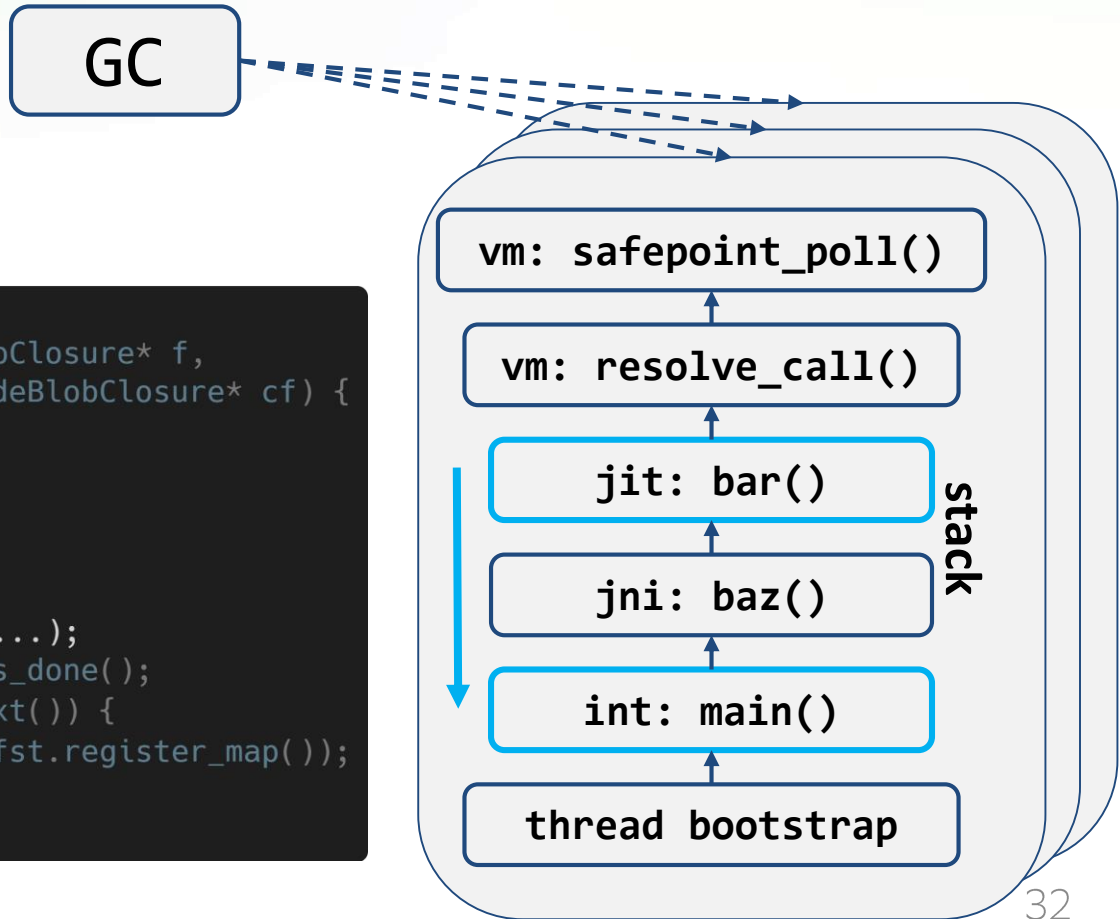 GC
bClosure* f,
deBlobClosure* cf) {
...);
s_done();
xt()) {
fst.register_map());
vm: safepoint_poll()
vm: resolve_call()
jit: bar()
jni: baz()
int: main()
thread bootstrap
stack
32